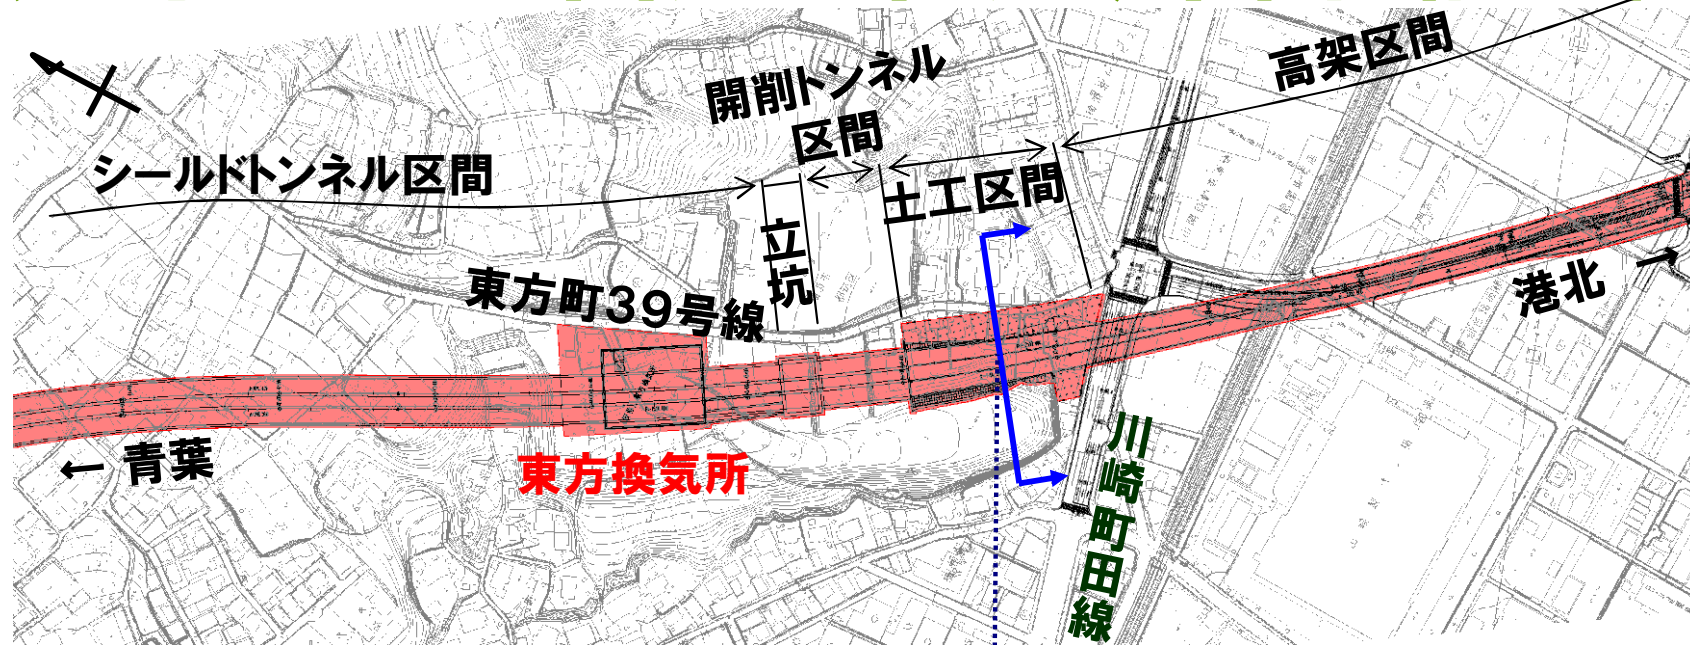 高架区間
開削トンネル
区間
シールドトンネル区間
土工区間
立坑
東方町39号線
港北 →
← 青葉
東方換気所
川崎町田線